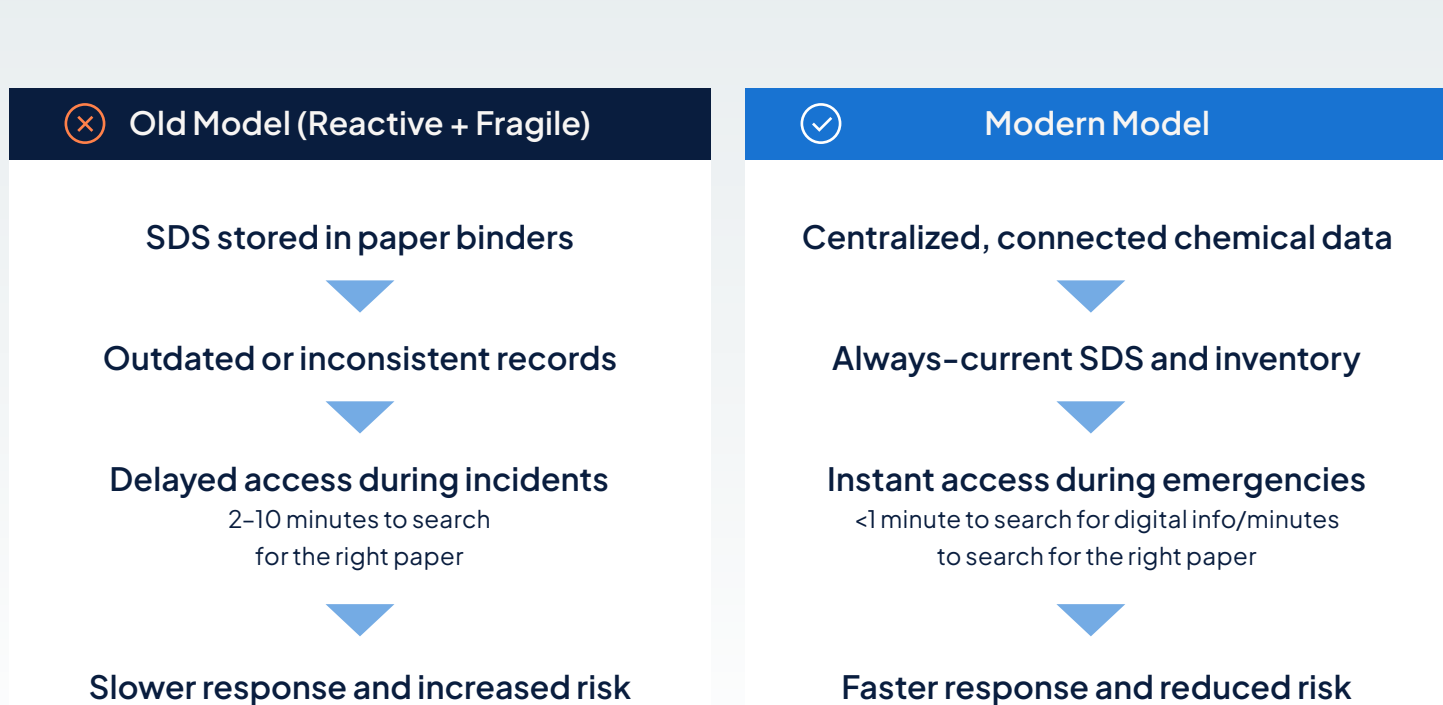 Old Model (Reactive + Fragile)
SDS stored in paper binders
Outdated or inconsistent records
Delayed access during incidents
2–10 minutes to search
for the right paper
Slower response and increased risk
Modern Model
Centralized, connected chemical data
Always-current SDS and inventory
Instant access during emergencies
<1 minute to search for digital info/minutes
to search for the right paper
Faster response and reduced risk